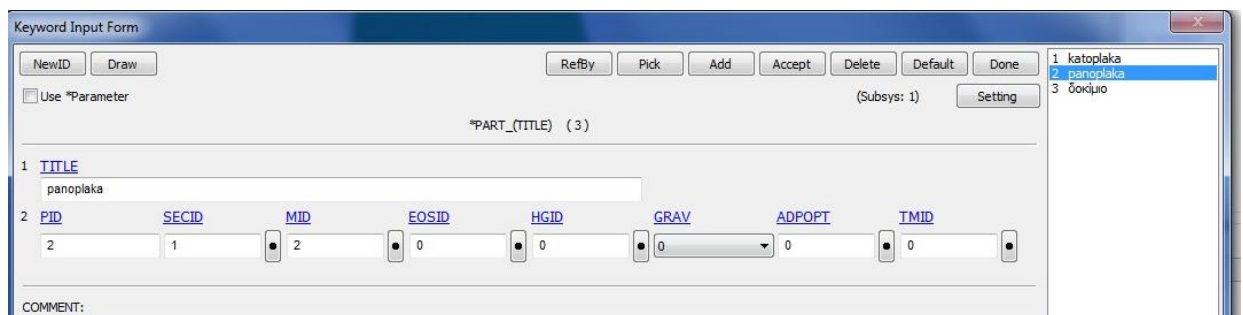 Keyword Input Form
NewID Draw RefBy Pick Add Accept Delete Default Done
Use *Parameter (Subsys: 1) Setting
*PART_(TITLE) (3)
1 TITLE
panoplaka
2 PID SECID MID EOSID HGID GRAV ADPOPT TMID
2 1 2 0 0 0 0 0
COMMENT:
1 katoplaka
2 panoplaka
3 δοκίμιο